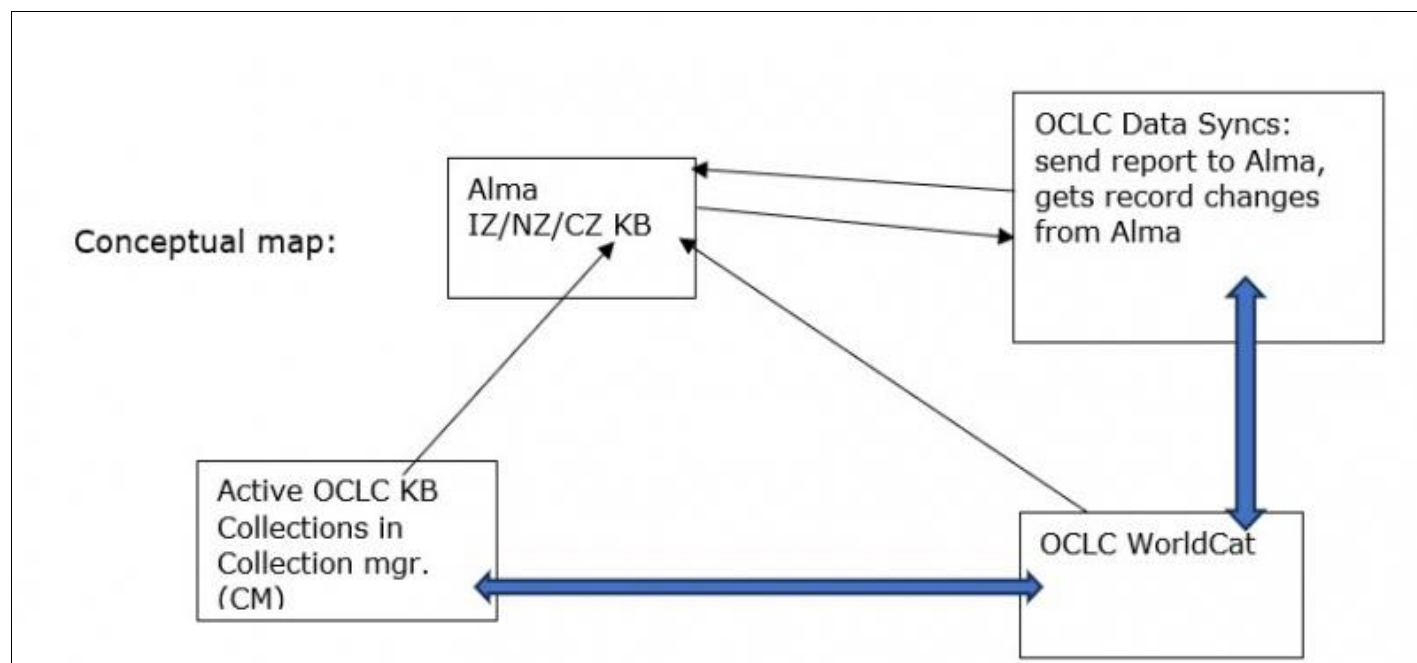 Conceptual map:
Alma
IZ/NZ/CZ KB
OCLC Data Syncs:
send report to Alma,
gets record changes
from Alma
Active OCLC KB
Collections in
Collection mgr.
(CM)
OCLC WorldCat